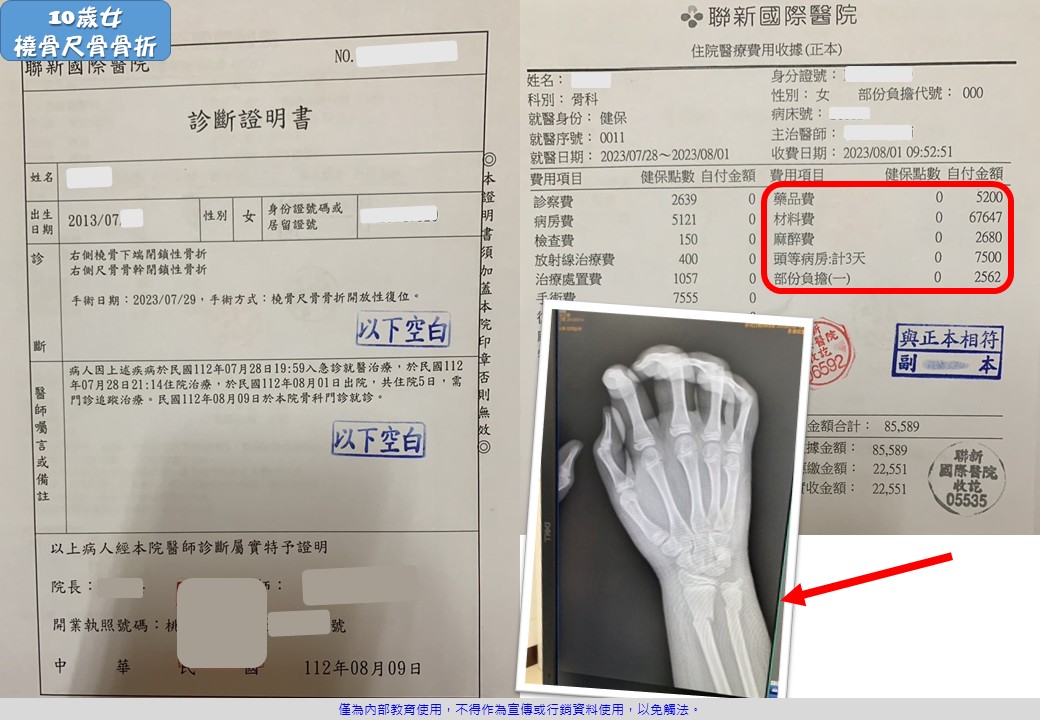 10歲女
橈骨尺骨骨折
聯新國際醫院
NO.
診斷證明書
姓名
出生日期
2013/07/
性別
女
身份證號碼或居留證號
診斷
右側橈骨下端閉鎖性骨折
右側尺骨骨幹閉鎖性骨折
手術日期：2023/07/29，手術方式：橈骨尺骨骨折開放性復位。
以下空白
醫師囑言或備註
病人因上述疾病於民國112年07月28日19:59入急診就醫治療，於民國112
年07月28日21:14住院治療，於民國112年08月01日出院，共住院5日，需
門診追蹤治療。民國112年08月09日於本院骨科門診就診。
以下空白
◎本證明書須加蓋本院印章否則無效◎
以上病人經本院醫師診斷屬實特予證明
院長：
師：
開業執照號碼：桃
號
中華民國 112年08月09日
聯新國際醫院
住院醫療費用收據(正本)
姓名：
身分證號：
科別：骨科
性別：女 部份負擔代號：000
就醫身份：健保
病床號：
就醫序號：0011
主治醫師：
就醫日期：2023/07/28～2023/08/01
收費日期：2023/08/01 09:52:51
費用項目 健保點數 自付金額 費用項目 健保點數 自付金額
診察費 2639 0 藥品費 0 5200
病房費 5121 0 材料費 0 67647
檢查費 150 0 麻醉費 0 2680
放射線治療費 400 0 頭等病房:計3天 0 7500
治療處置費 1057 0 部份負擔(一) 0 2562
手術費 7555
醫院
收訖
06592
與正本相符
副 本
金額合計： 85,589
據金額： 85,589
應繳金額： 22,551
實收金額： 22,551
聯新
國際醫院
收訖
05535
DELL
僅為內部教育使用，不得作為宣傳或行銷資料使用，以免觸法。